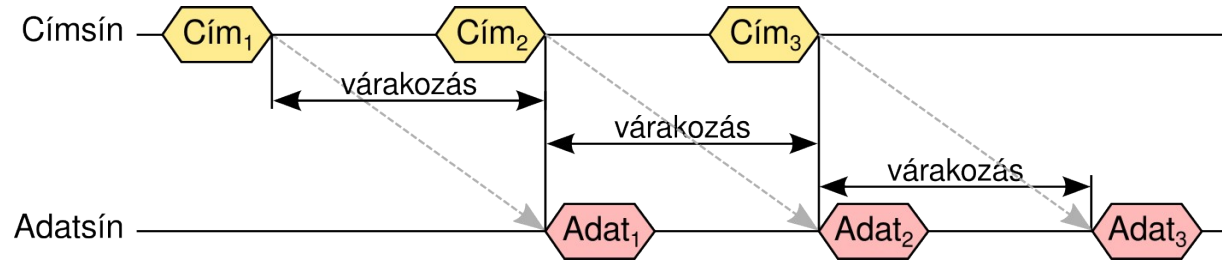 Címsín Cím₁ Cím₂ Cím₃
várakozás
várakozás
várakozás
Adatsín Adat₁ Adat₂ Adat₃